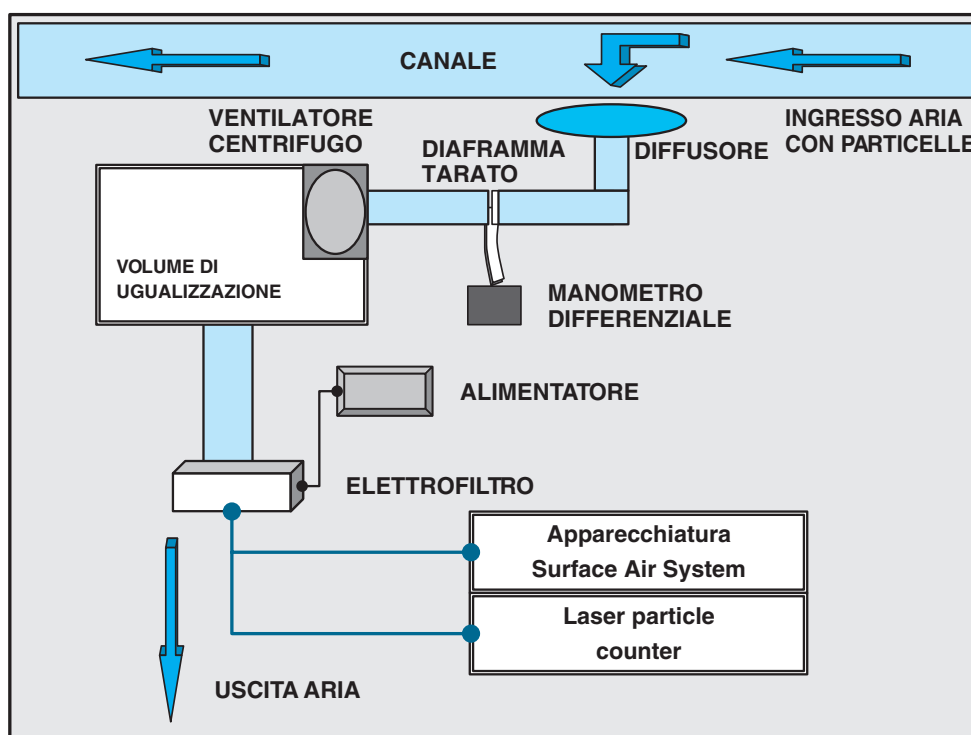 CANALE
VENTILATORE
CENTRIFUGO
DIAFRAMMA
TARATO
DIFFUSORE
INGRESSO ARIA
CON PARTICELLE
VOLUME DI
UGUALIZZAZIONE
MANOMETRO
DIFFERENZIALE
ALIMENTATORE
ELETTROFILTRO
Apparecchiatura
Surface Air System
Laser particle
counter
USCITA ARIA